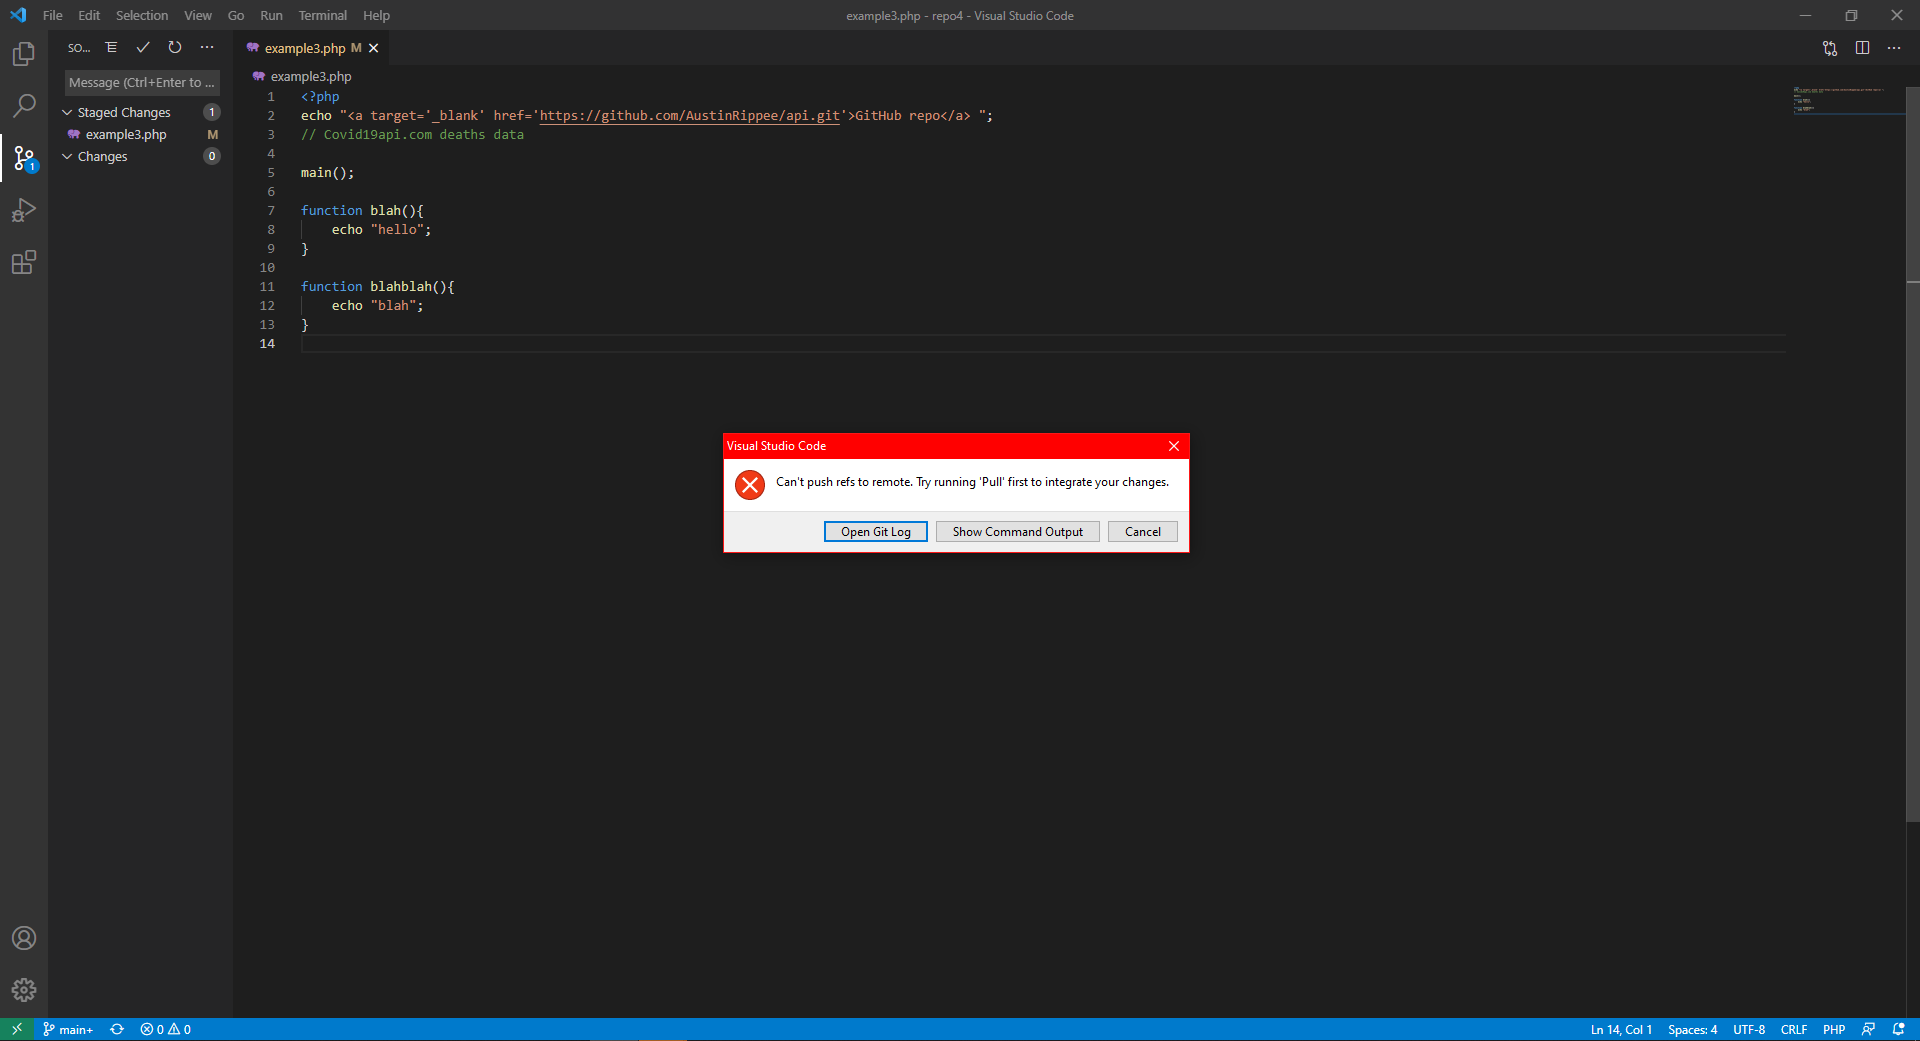 File Edit Selection View Go Run Terminal Help
example3.php - repo4 - Visual Studio Code
SO...
example3.php M
Message (Ctrl+Enter to ...
Staged Changes 1
example3.php M
Changes 0
1
example3.php
1 <?php
2 echo "<a target='_blank' href='https://github.com/AustinRippee/api.git'>GitHub repo</a> ";
3 // Covid19api.com deaths data
4
5 main();
6
7 function blah(){
8 echo "hello";
9 }
10
11 function blahblah(){
12 echo "blah";
13 }
14
Visual Studio Code
Can't push refs to remote. Try running 'Pull' first to integrate your changes.
Open Git Log Show Command Output Cancel
main+ 0 0
Ln 14, Col 1 Spaces: 4 UTF-8 CRLF PHP